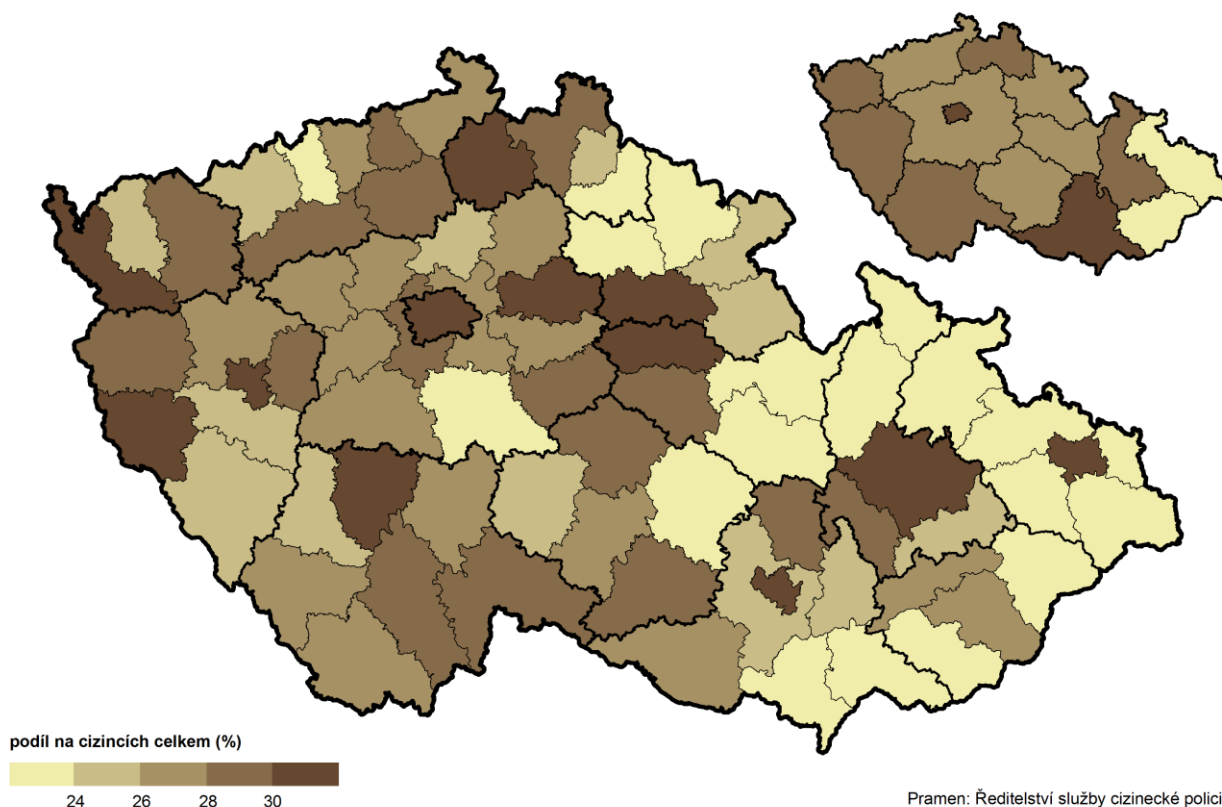 podíl na cizincích celkem (%)
24 26 28 30
Pramen: Ředitelství služby cizinecké polici